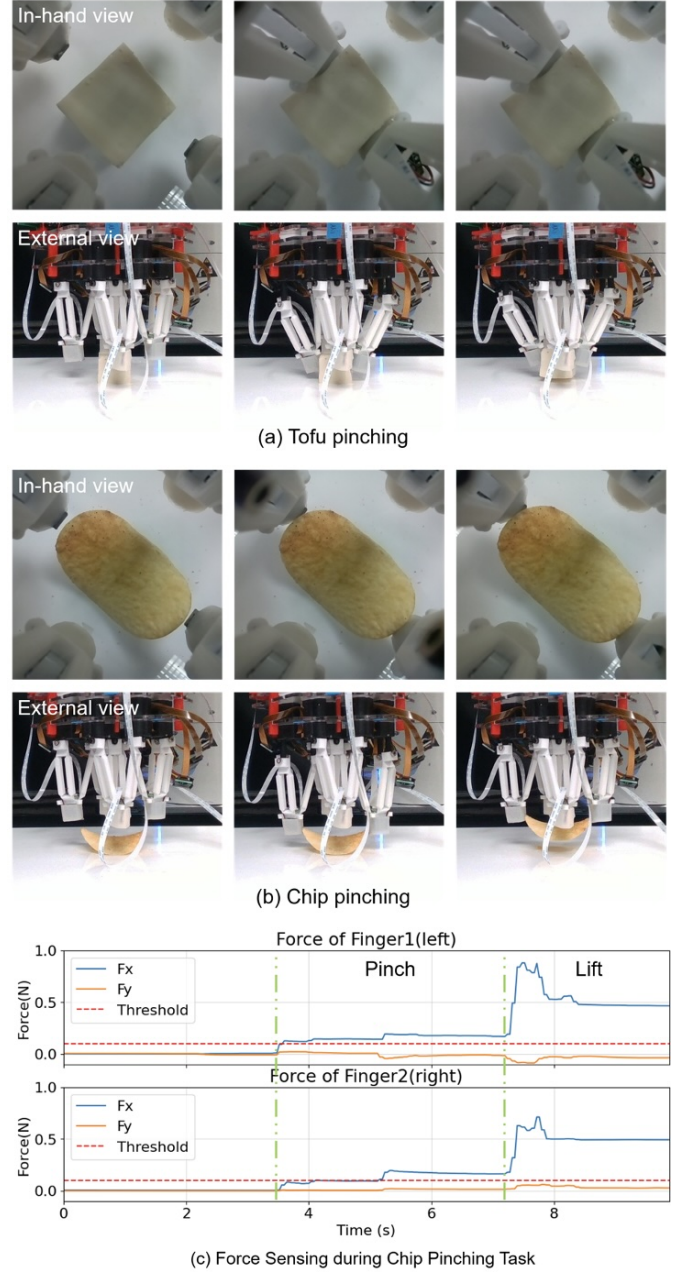 In-hand view
External view
(a) Tofu pinching
In-hand view
External view
(b) Chip pinching
Force of Finger1(left)
Force(N)
1.0
0.5
0.0
Fx
Fy
Threshold
Pinch
Lift
Force of Finger2(right)
Force(N)
1.0
0.5
0.0
Fx
Fy
Threshold
0 2 4 6 8
Time (s)
(c) Force Sensing during Chip Pinching Task